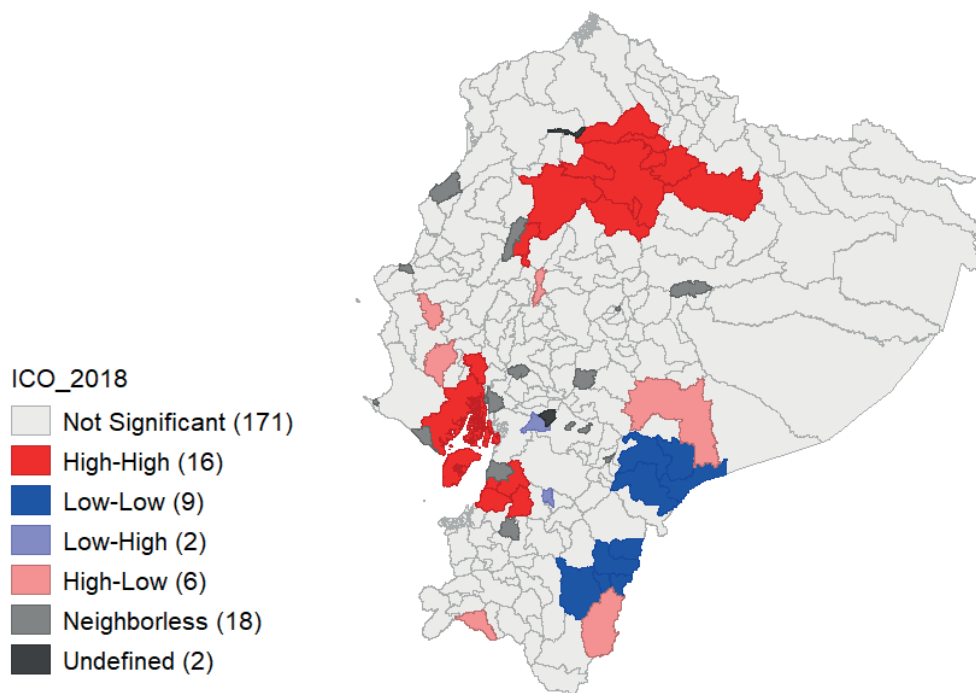 ICO_2018
Not Significant (171)
High-High (16)
Low-Low (9)
Low-High (2)
High-Low (6)
Neighborless (18)
Undefined (2)